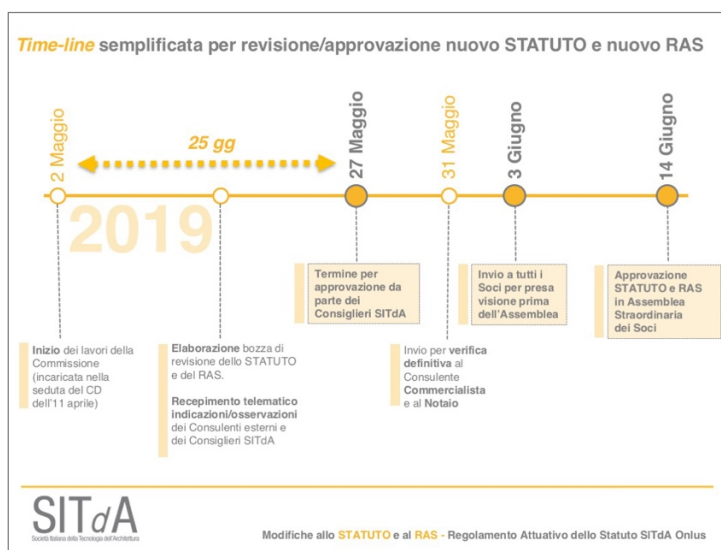 Time-line semplificata per revisione/approvazione nuovo STATUTO e nuovo RAS
2 Maggio
25 gg
27 Maggio
31 Maggio
3 Giugno
14 Giugno
2019
Termine per
approvazione da
parte dei
Consiglieri SITdA
Invio a tutti i
Soci per presa
visione prima
dell'Assemblea
Approvazione
STATUTO e RAS
in Assemblea
Straordinaria
dei Soci
Inizio dei lavori della
Commissione
(incaricata nella
seduta del CD
dell'11 aprile)
Elaborazione bozza di
revisione dello STATUTO
e del RAS.
Recepimento telematico
indicazioni/osservazioni
dei Consulenti esterni e
dei Consiglieri SITdA
Invio per verifica
definitiva al
Consulente
Commercialista
e al Notaio
SITdA
Società Italiana della Tecnologia dell'Architettura
Modifiche allo STATUTO e al RAS - Regolamento Attuativo dello Statuto SITdA Onlus